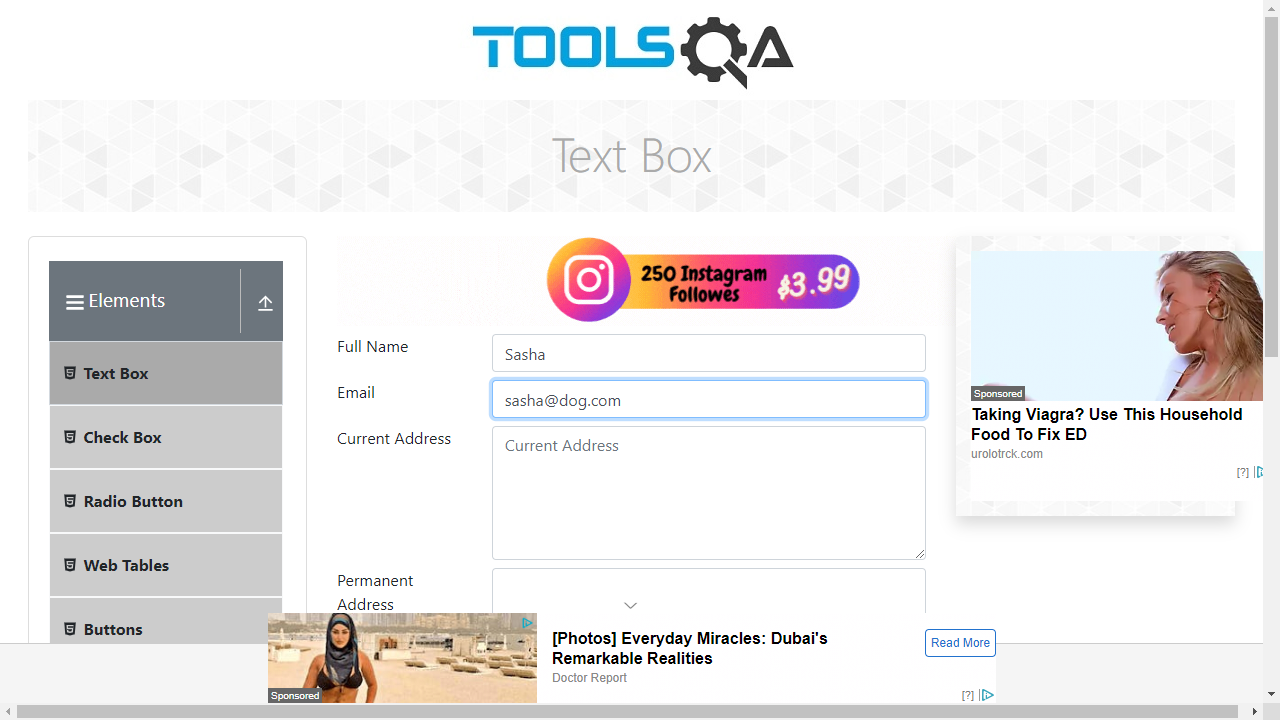 TOOLSQA
Text Box
Elements
Text Box
Check Box
Radio Button
Web Tables
Buttons
250 Instagram
Followes
$3.99
Full Name
Sasha
Email
sasha@dog.com
Current Address
Current Address
Permanent
Address
Sponsored
Taking Viagra? Use This Household
Food To Fix ED
urolotrck.com
[?]
Sponsored
[Photos] Everyday Miracles: Dubai's
Remarkable Realities
Doctor Report
Read More
[?]